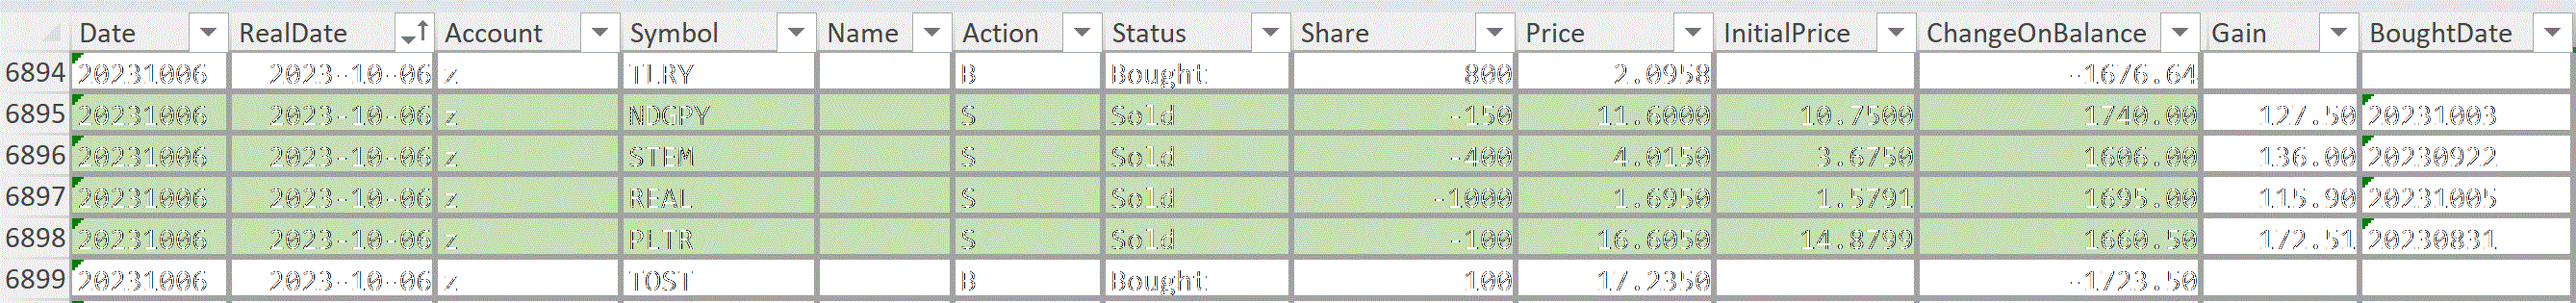 Date RealDate Account Symbol Name Action Status Share Price InitialPrice ChangeOnBalance Gain BoughtDate
6894 20231006 2023-10-06 z TLRY B Bought 800 2.0958 -1676.64
6895 20231006 2023-10-06 z NDGPY S Sold -150 11.6000 10.7500 1740.00 127.50 20231003
6896 20231006 2023-10-06 z STEM S Sold -400 4.0150 3.6750 1606.00 136.00 20230922
6897 20231006 2023-10-06 z REAL S Sold -1000 1.6950 1.5791 1695.00 115.90 20231005
6898 20231006 2023-10-06 z PLTR S Sold -100 16.6050 14.8799 1660.50 172.51 20230831
6899 20231006 2023-10-06 z TOST B Bought 100 17.2350 -1723.50